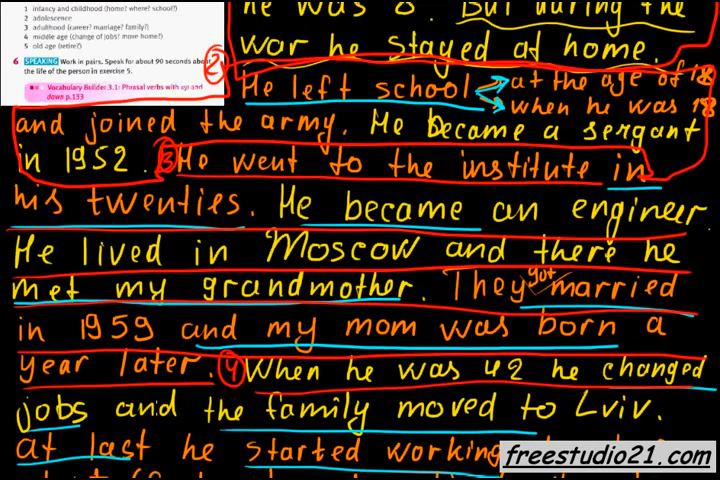 1 infancy and childhood (home? where? school?)
2 adolescence
3 adulthood (career? marriage? family?)
4 middle age (change of jobs? move home?)
5 old age (retire?)
6 SPEAKING Work in pairs. Speak for about 90 seconds about
the life of the person in exercise 5.
Vocabulary Builder 3.1: Phrasal verbs with up and
down p.133
he was 8. But during the
war he stayed at home.
2 He left school at the age of 18
when he was 18
and joined the army. He became a sergant
in 1952. 3 He went to the institute in
his twenties. He became an engineer.
He lived in Moscow and there he
met my grandmother. They got married
in 1959 and my mom was born a
year later. 4 When he was 42 he changed
jobs and the family moved to Lviv.
at last he started working
freestudio21.com